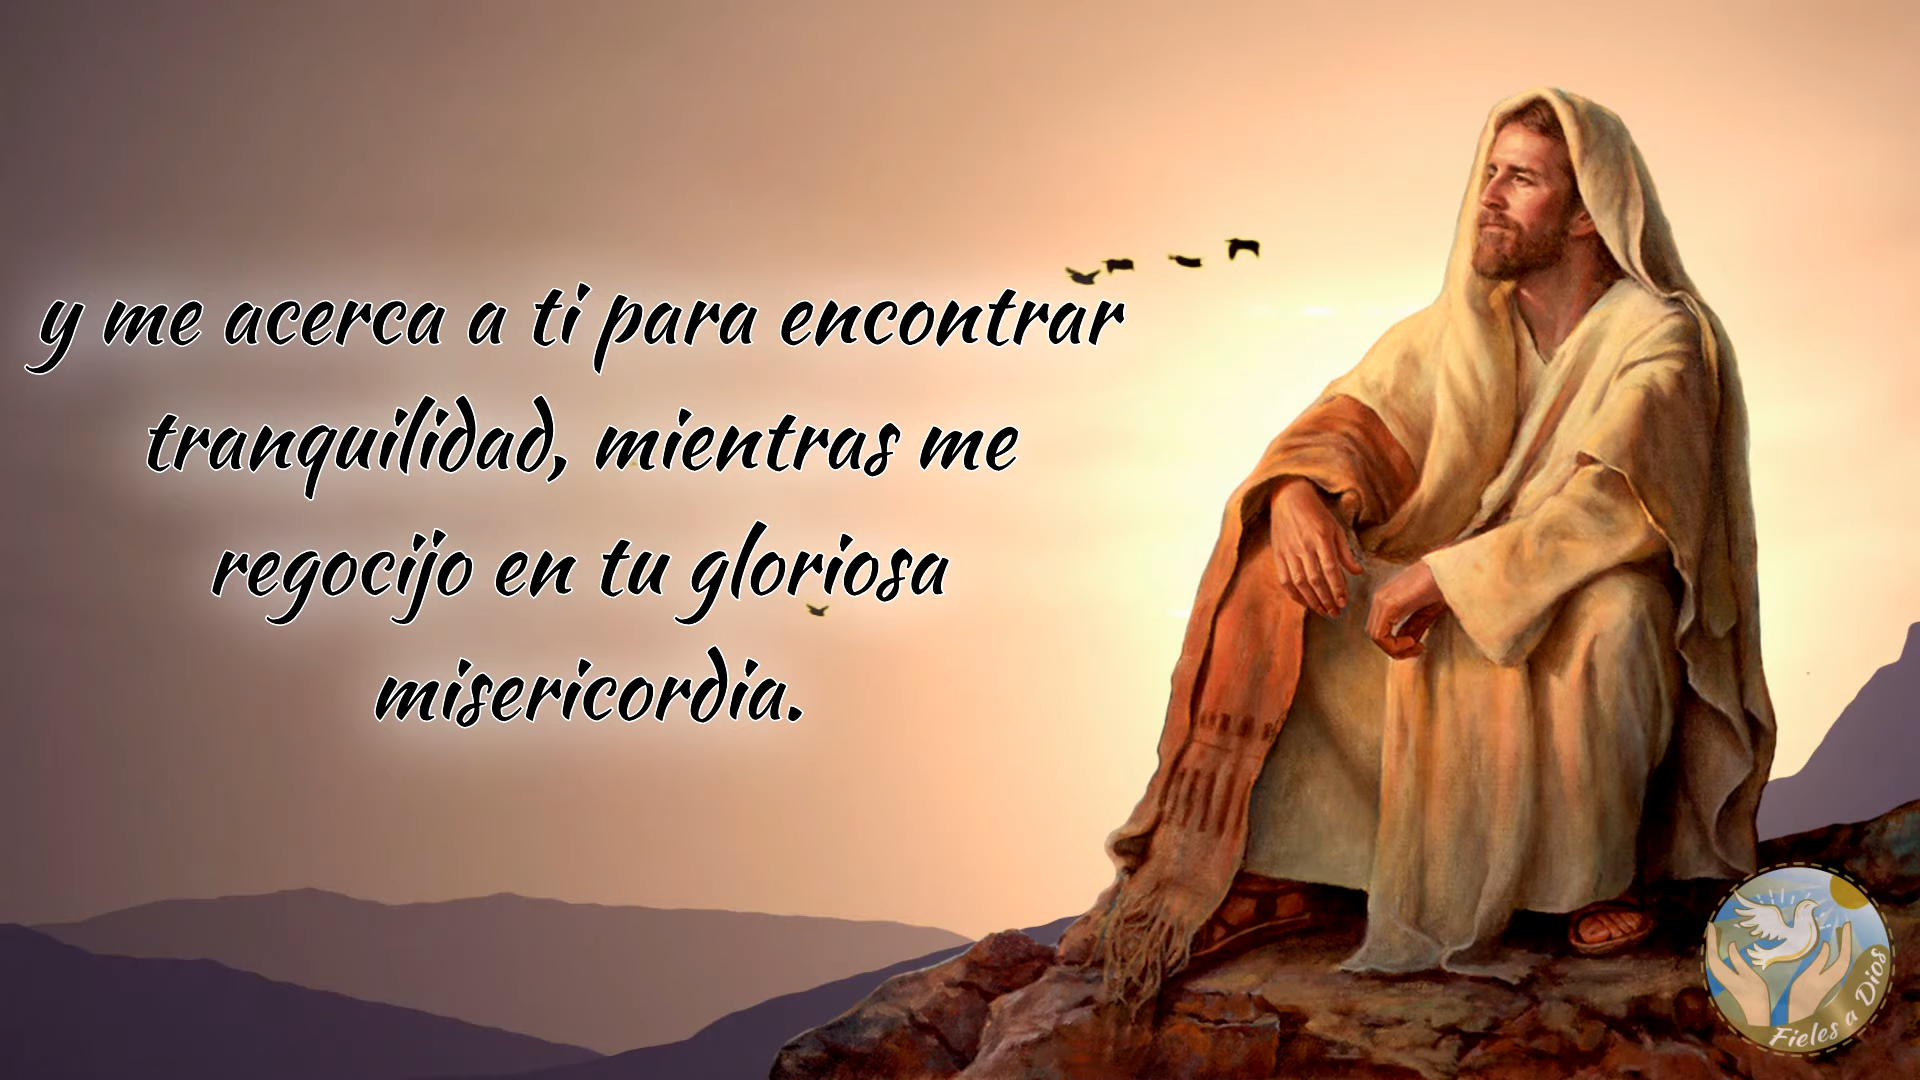 y me acerca a ti para encontrar
tranquilidad, mientras me
regocijo en tu gloriosa
misericordia.
Fieles a Dios